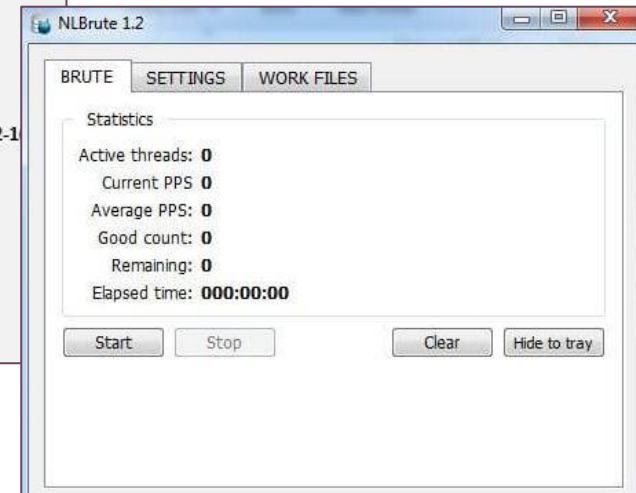 NLBrute 1.2
BRUTE SETTINGS WORK FILES
Statistics
Active threads: 0
Current PPS 0
Average PPS: 0
Good count: 0
Remaining: 0
Elapsed time: 000:00:00
Start Stop Clear Hide to tray